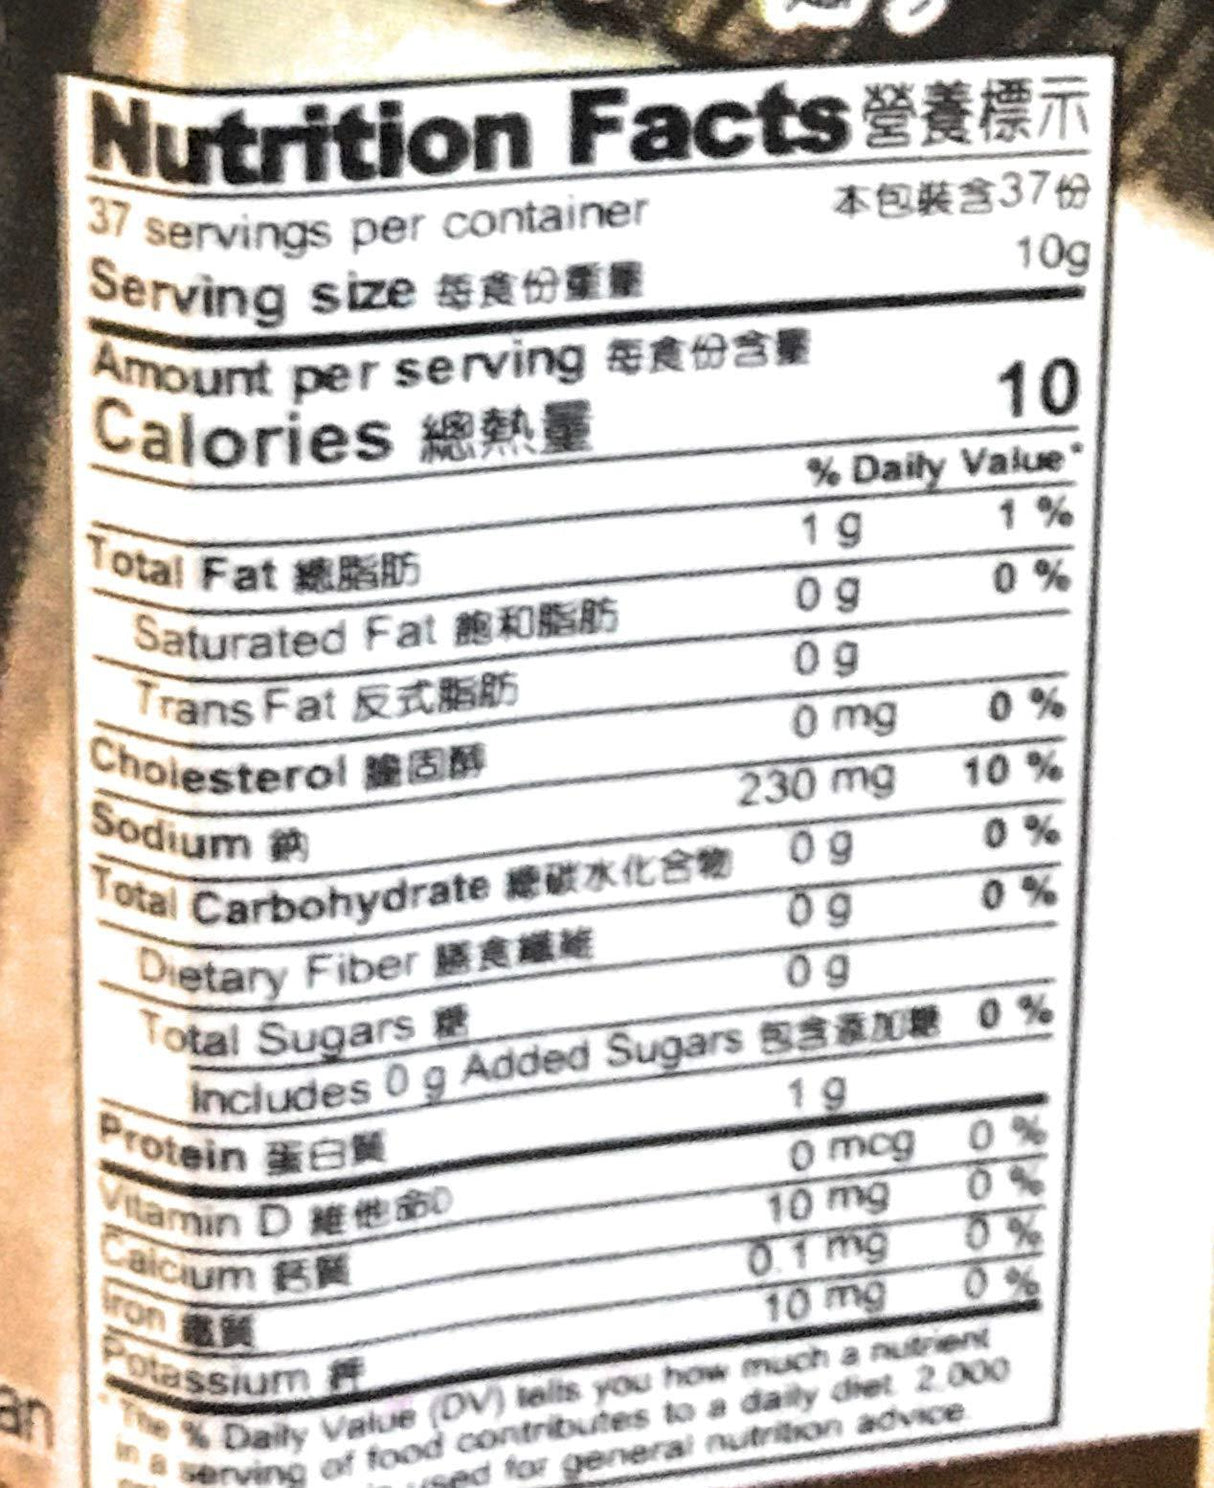 Nutrition Facts 營養標示
37 servings per container 本包裝含37份
Serving size 每食份重量 10g
Amount per serving 每食份含量
Calories 總熱量 10
% Daily Value*
Total Fat 總脂肪 1 g 1 %
Saturated Fat 飽和脂肪 0 g 0 %
Trans Fat 反式脂肪 0 g
Cholesterol 膽固醇 0 mg 0 %
Sodium 鈉 230 mg 10 %
Total Carbohydrate 總碳水化合物 0 g 0 %
Dietary Fiber 膳食纖維 0 g 0 %
Total Sugars 糖 0 g
Includes 0 g Added Sugars 包含添加糖 0 %
Protein 蛋白質 1 g
Vitamin D 維他命D 0 mcg 0 %
Calcium 鈣質 10 mg 0 %
Iron 鐵質 0.1 mg 0 %
Potassium 鉀 10 mg 0 %
* The % Daily Value (DV) tells you how much a nutrient
in a serving of food contributes to a daily diet. 2,000
used for general nutrition advice.
an